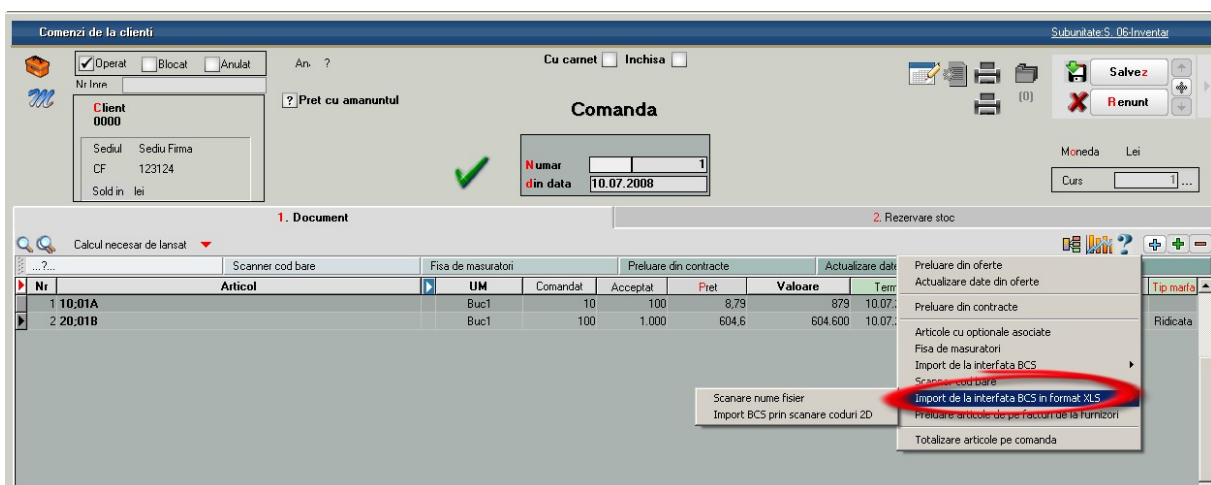 Comenzi de la clienti Subunitate:S. 06-Inventar
Operat Blocat Anulat An. ? Cu carnet Inchisa
Nr Inre
? Pret cu amanuntul
Salvez
(0)
Renunt
Client
0000
Comanda
Sediul Sediu Firma
CF 123124
Sold in lei
Numar 1
din data 10.07.2008
Moneda Lei
Curs 1 ...
1. Document 2. Rezervare stoc
Calcul necesar de lansat
...?... Scanner cod bare Fisa de masuratori Preluare din contracte Actualizare date
Nr Articol UM Comandat Acceptat Pret Valoare Term Tip marfa
1 10;01A Buc1 10 100 8,79 879 10.07.
2 20;01B Buc1 100 1.000 604,6 604.600 10.07. Ridicata
Preluare din oferte
Actualizare date din oferte
Preluare din contracte
Articole cu optionale asociate
Fisa de masuratori
Import de la interfata BCS
Scanner cod bare
Import de la interfata BCS in format XLS
Preluare articole de pe facturi de la furnizori
Totalizare articole pe comanda
Scanare nume fisier
Import BCS prin scanare coduri 2D